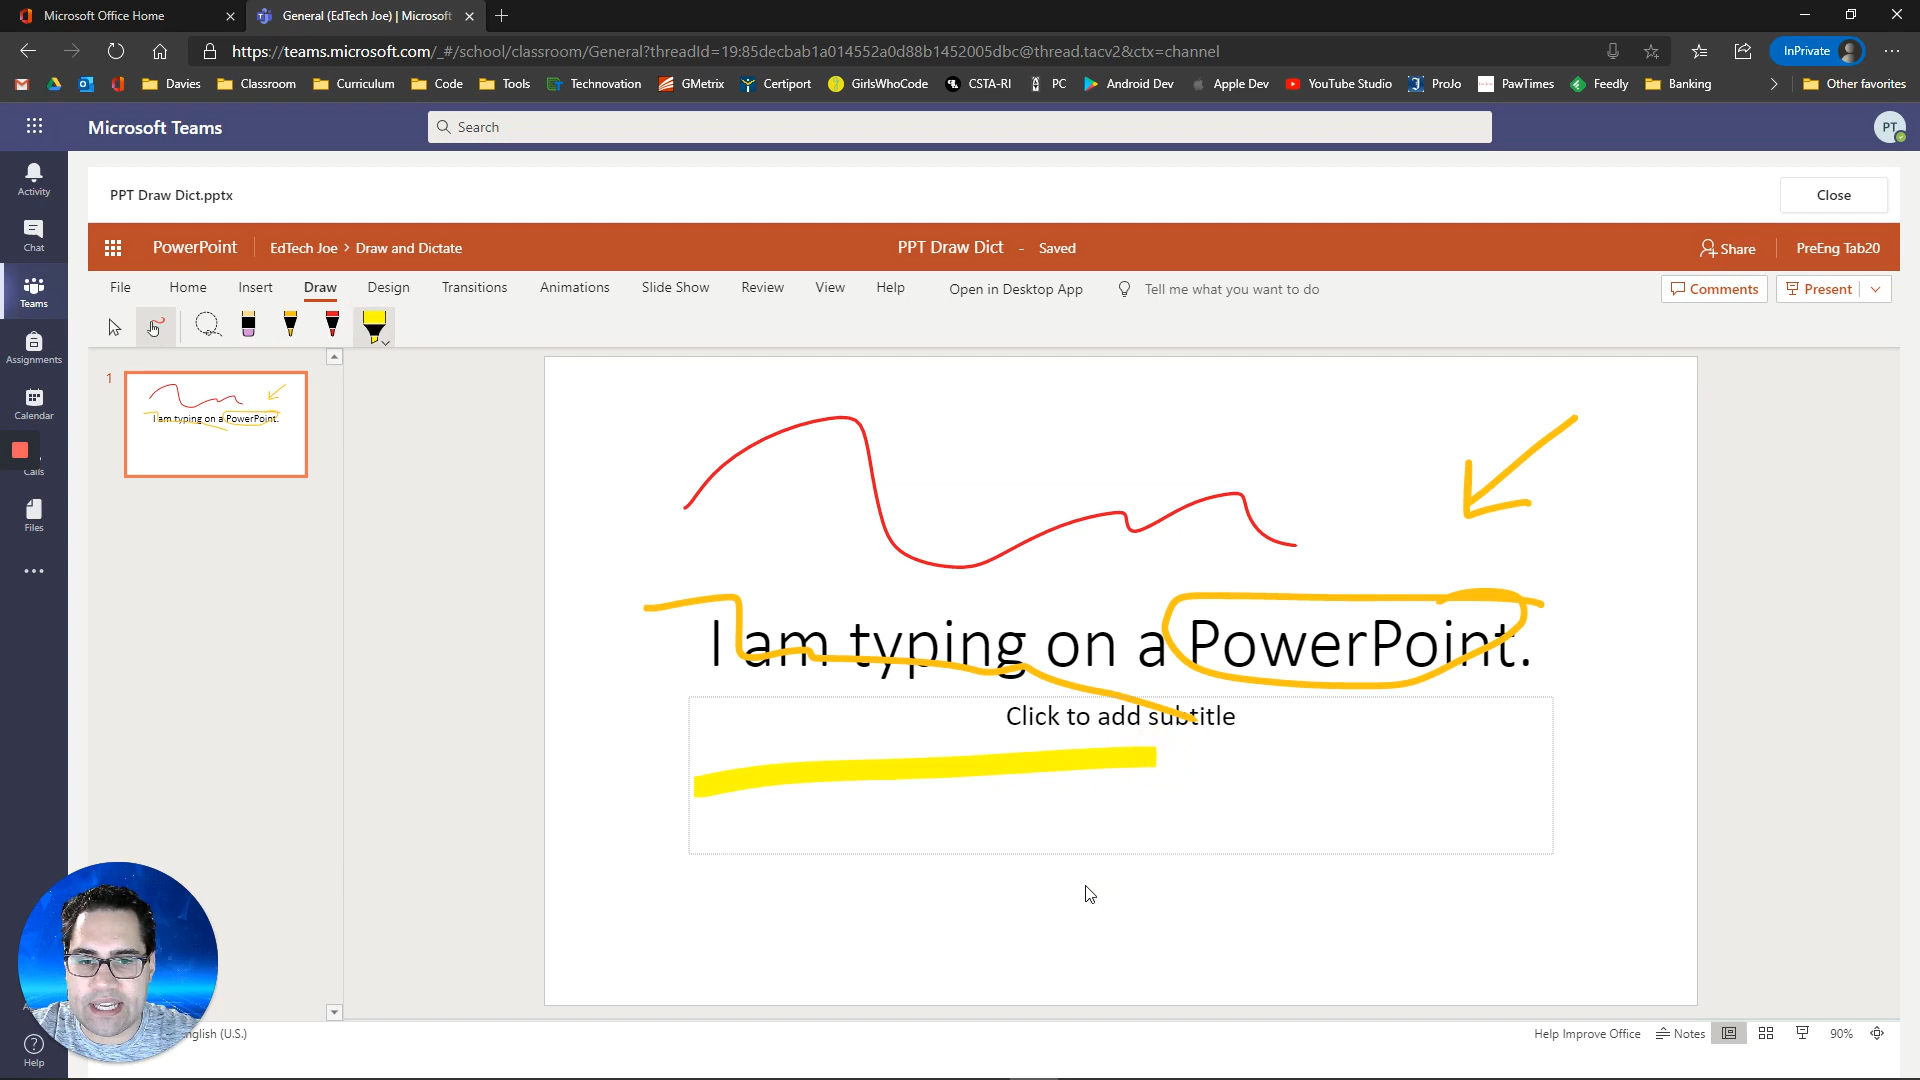 Microsoft Office Home
General (EdTech Joe) | Microsoft
https://teams.microsoft.com/_#/school/classroom/General?threadId=19:85decbab1a014552a0d88b1452005dbc@thread.tacv2&ctx=channel
InPrivate
Davies Classroom Curriculum Code Tools Technovation GMetrix Certiport GirlsWhoCode CSTA-RI PC Android Dev Apple Dev YouTube Studio ProJo PawTimes Feedly Banking Other favorites
Microsoft Teams
Search
PT
Activity
Chat
Teams
Assignments
Calendar
Calls
Files
Help
PPT Draw Dict.pptx
Close
PowerPoint EdTech Joe > Draw and Dictate PPT Draw Dict - Saved Share PreEng Tab20
File Home Insert Draw Design Transitions Animations Slide Show Review View Help Open in Desktop App Tell me what you want to do Comments Present
1
I am typing on a PowerPoint.
I am typing on a PowerPoint.
Click to add subtitle
nglish (U.S.)
Help Improve Office Notes 90%